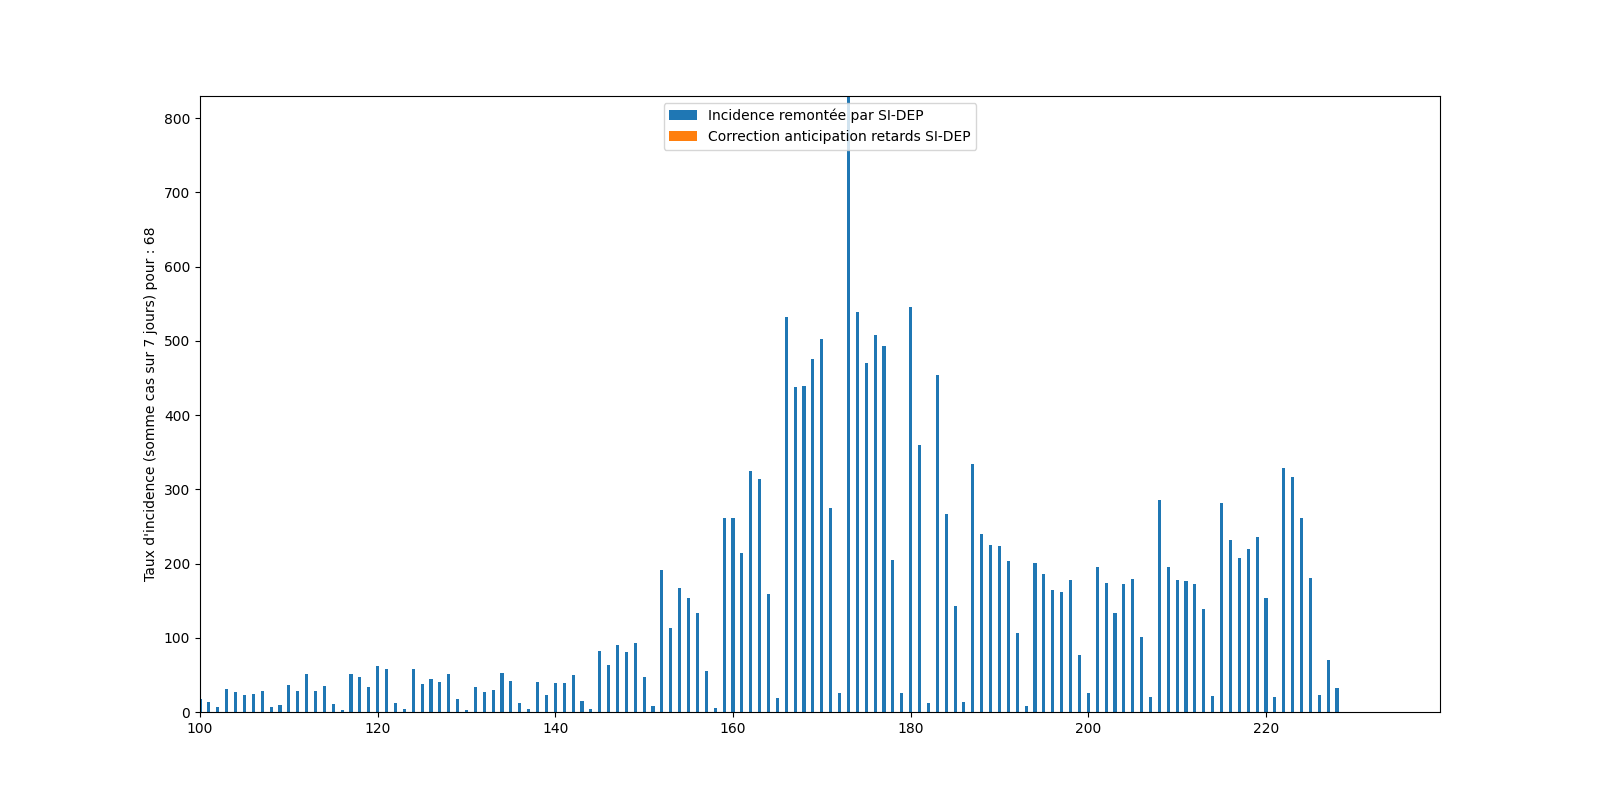 Incidence remontée par SI-DEP
Correction anticipation retards SI-DEP
Taux d'incidence (somme cas sur 7 jours) pour : 68
800
700
600
500
400
300
200
100
0
100 120 140 160 180 200 220